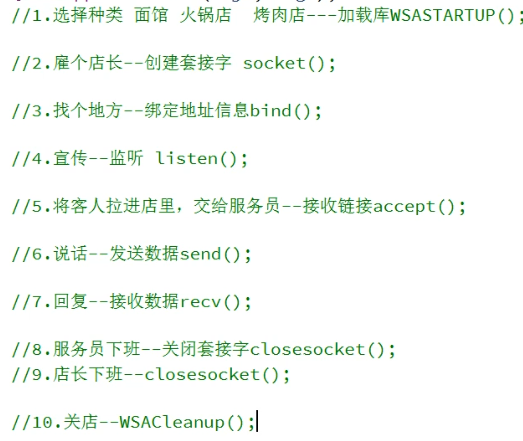 //1.选择种类 面馆 火锅店 烤肉店---加载库WSASTARTUP();
//2.雇个店长--创建套接字 socket();
//3.找个地方--绑定地址信息bind();
//4.宣传--监听 listen();
//5.将客人拉进店里，交给服务员--接收链接accept();
//6.说话--发送数据send();
//7.回复--接收数据recv();
//8.服务员下班--关闭套接字closesocket();
//9.店长下班--closesocket();
//10.关店--WSACleanup();